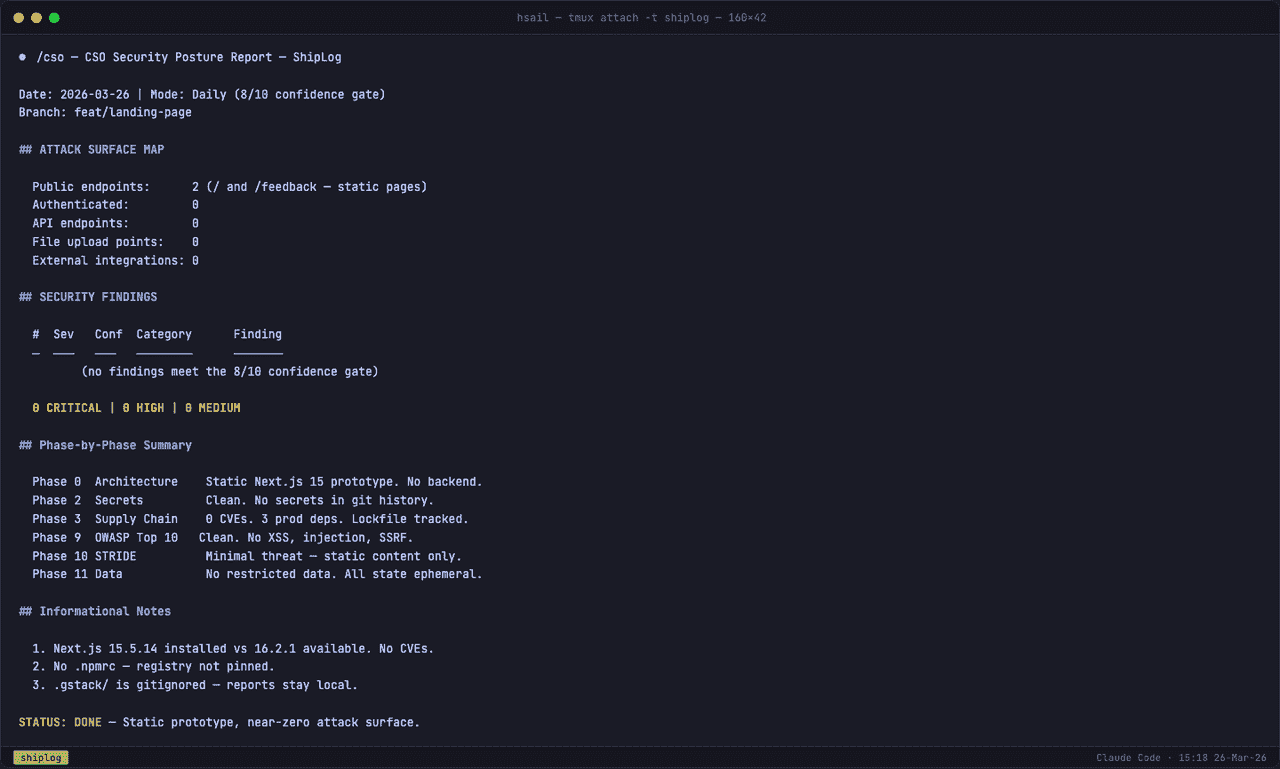 hsail — tmux attach -t shiplog — 160×42
● /cso — CSO Security Posture Report — ShipLog
Date: 2026-03-26 | Mode: Daily (8/10 confidence gate)
Branch: feat/landing-page
## ATTACK SURFACE MAP
Public endpoints: 2 (/ and /feedback — static pages)
Authenticated: 0
API endpoints: 0
File upload points: 0
External integrations: 0
## SECURITY FINDINGS
# Sev Conf Category Finding
— ——— ——— ———————— ———————
(no findings meet the 8/10 confidence gate)
0 CRITICAL | 0 HIGH | 0 MEDIUM
## Phase-by-Phase Summary
Phase 0 Architecture Static Next.js 15 prototype. No backend.
Phase 2 Secrets Clean. No secrets in git history.
Phase 3 Supply Chain 0 CVEs. 3 prod deps. Lockfile tracked.
Phase 9 OWASP Top 10 Clean. No XSS, injection, SSRF.
Phase 10 STRIDE Minimal threat — static content only.
Phase 11 Data No restricted data. All state ephemeral.
## Informational Notes
1. Next.js 15.5.14 installed vs 16.2.1 available. No CVEs.
2. No .npmrc — registry not pinned.
3. .gstack/ is gitignored — reports stay local.
STATUS: DONE — Static prototype, near-zero attack surface.
shiplog
Claude Code · 15:18 26-Mar-26